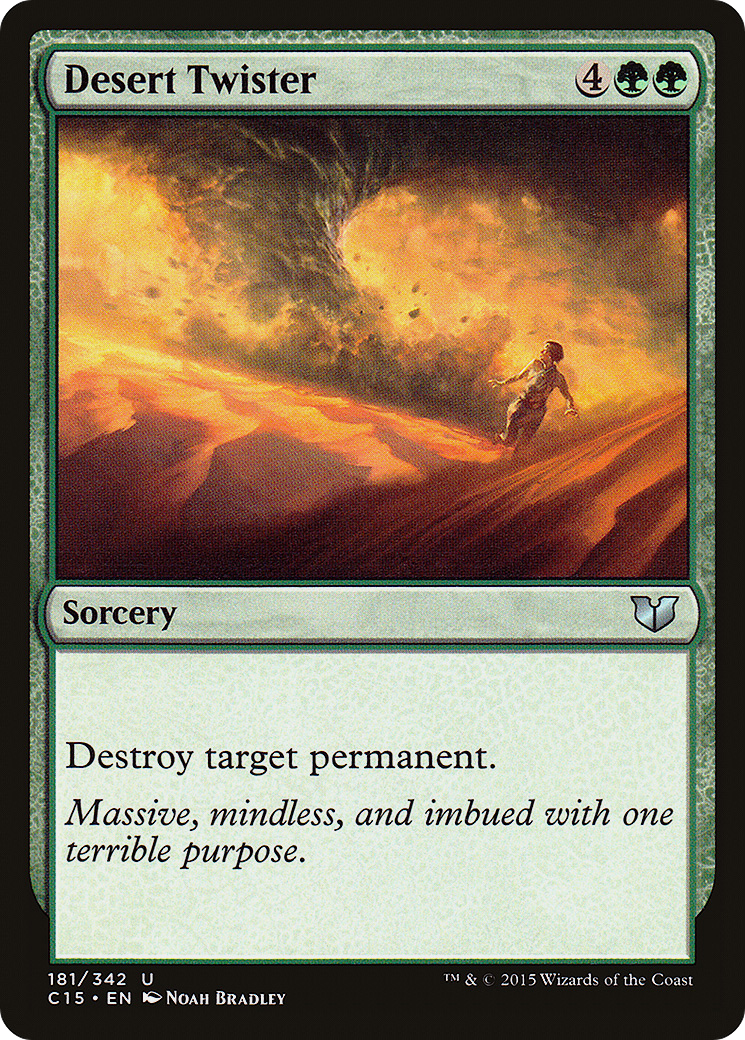 Desert Twister 4
Sorcery
Destroy target permanent.
Massive, mindless, and imbued with one
terrible purpose.
181/342 U
™ & © 2015 Wizards of the Coast
C15 • EN Noah Bradley